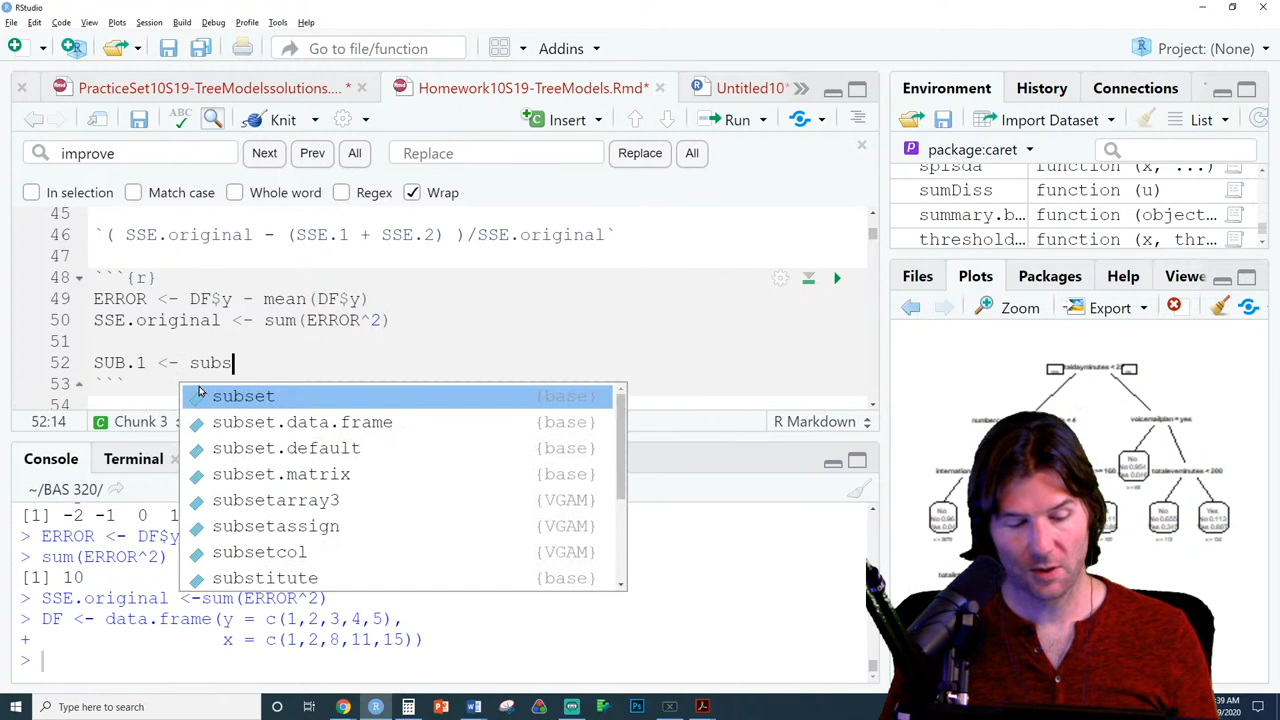 RStudio
File Edit Code View Plots Session Build Debug Profile Tools Help
Go to file/function
Addins
Project: (None)
PracticeSet10S19-TreeModelssolutions.... *
Homework10S19-TreeModels.Rmd*
Untitled10*
ABC
Knit
Insert
Run
improve
Next
Prev
All
Replace
Replace
All
In selection
Match case
Whole word
Regex
Wrap
45
46 `( SSE.original - (SSE.1 + SSE.2) )/SSE.original`
47
48 ```{r}
49 ERROR <- DF$y - mean(DF$y)
50 SSE.original <- sum(ERROR^2)
51
52 SUB.1 <- subs
53 ```
54
subset {base}
subset.data.frame {base}
subset.default {base}
subset.matrix {base}
subsetarray3 {VGAM}
subsetassign {VGAM}
subsetcol {VGAM}
substitute {base}
52:14
Chunk 3
R Markdown
Console
Terminal
~/BAS 320/
[1] -2 -1 0 1
> ERROR <- DF$y
> sum(ERROR^2)
[1] 10
> SSE.original <-sum(ERROR^2)
> DF <- data.frame(y = c(1,2,3,4,5),
+ x = c(1,2,8,11,15))
>
Environment
History
Connections
Import Dataset
List
package:caret
splsda function (x, ...)
sumDiss function (u)
summary.b… function (object…
threshold… function (x, thr…
Files
Plots
Packages
Help
Viewe
Zoom
Export
voicemailplan = yes
totaleveminutes < 200
Type here to search